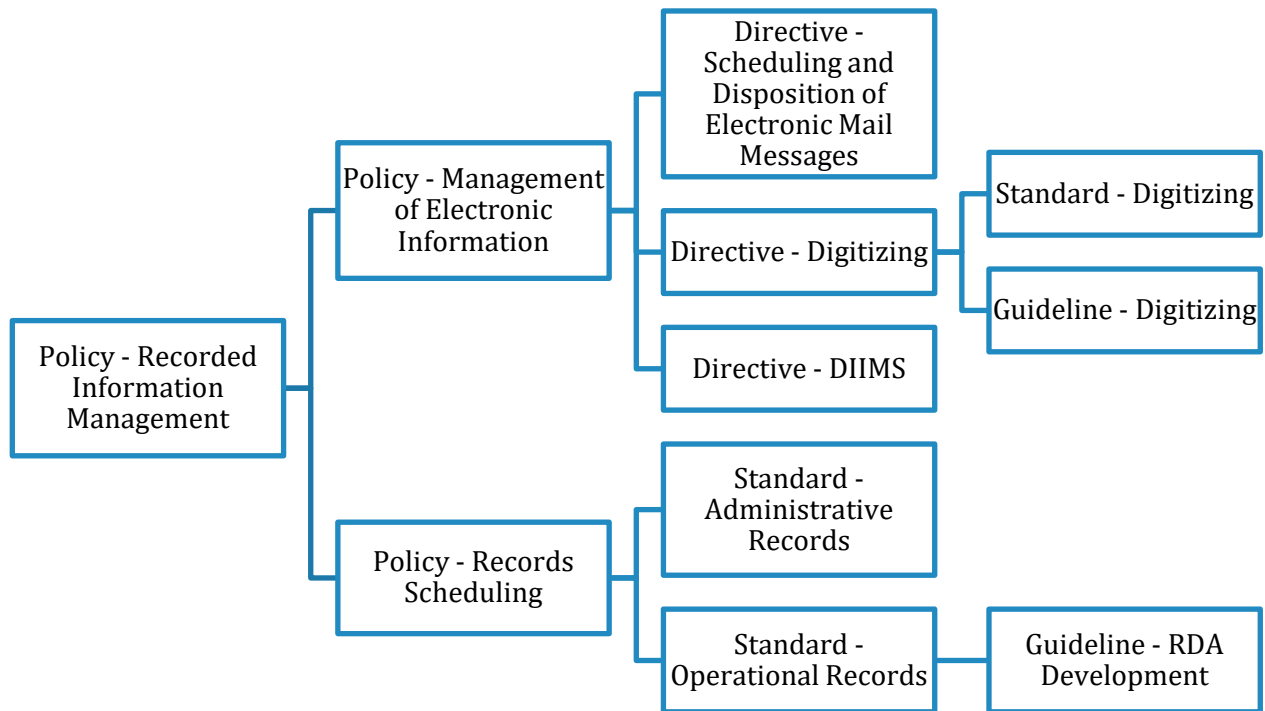 Directive -
Scheduling and
Disposition of
Electronic Mail
Messages
Policy - Management
of Electronic
Information
Standard - Digitizing
Directive - Digitizing
Guideline - Digitizing
Policy - Recorded
Information
Management
Directive - DIIMS
Standard -
Administrative
Records
Policy - Records
Scheduling
Standard -
Operational Records
Guideline - RDA
Development